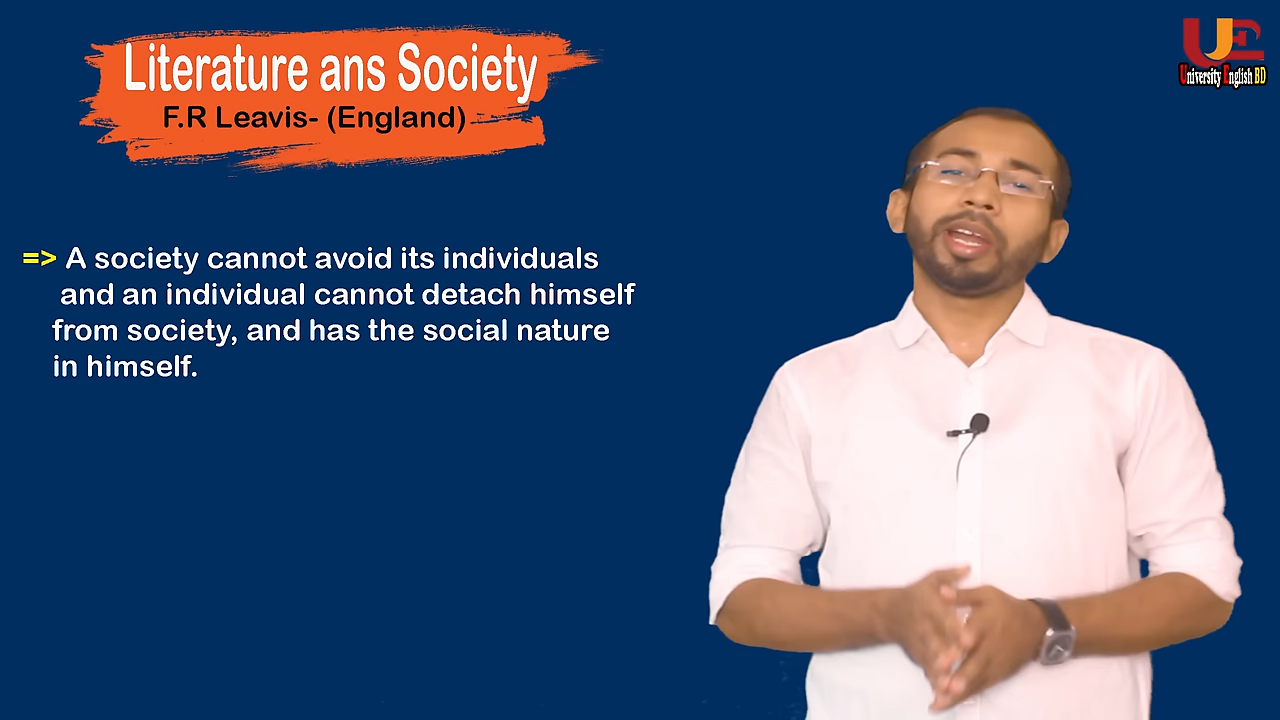 Literature ans Society
F.R Leavis- (England)
UE
University English BD
=> A society cannot avoid its individuals
and an individual cannot detach himself
from society, and has the social nature
in himself.